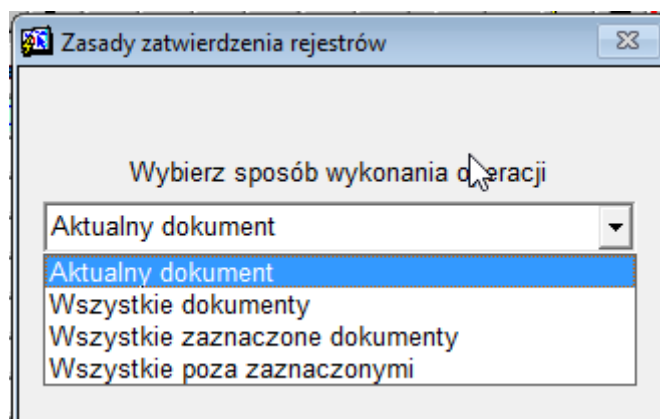 Zasady zatwierdzenia rejestrów
Wybierz sposób wykonania operacji
Aktualny dokument
Aktualny dokument
Wszystkie dokumenty
Wszystkie zaznaczone dokumenty
Wszystkie poza zaznaczonymi